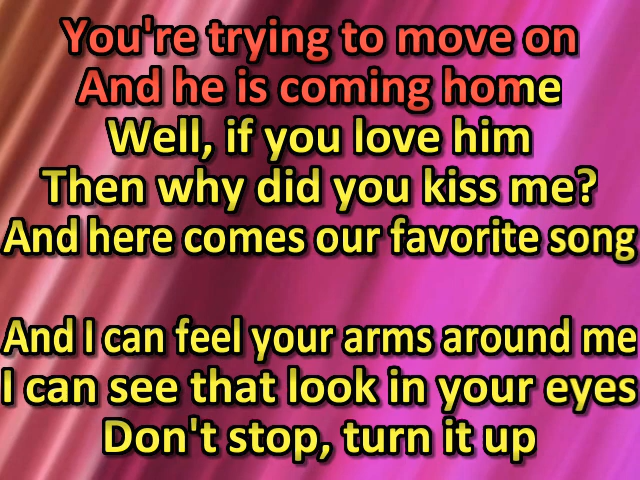 You're trying to move on
And he is coming home
Well, if you love him
Then why did you kiss me?
And here comes our favorite song
And I can feel your arms around me
I can see that look in your eyes
Don't stop, turn it up